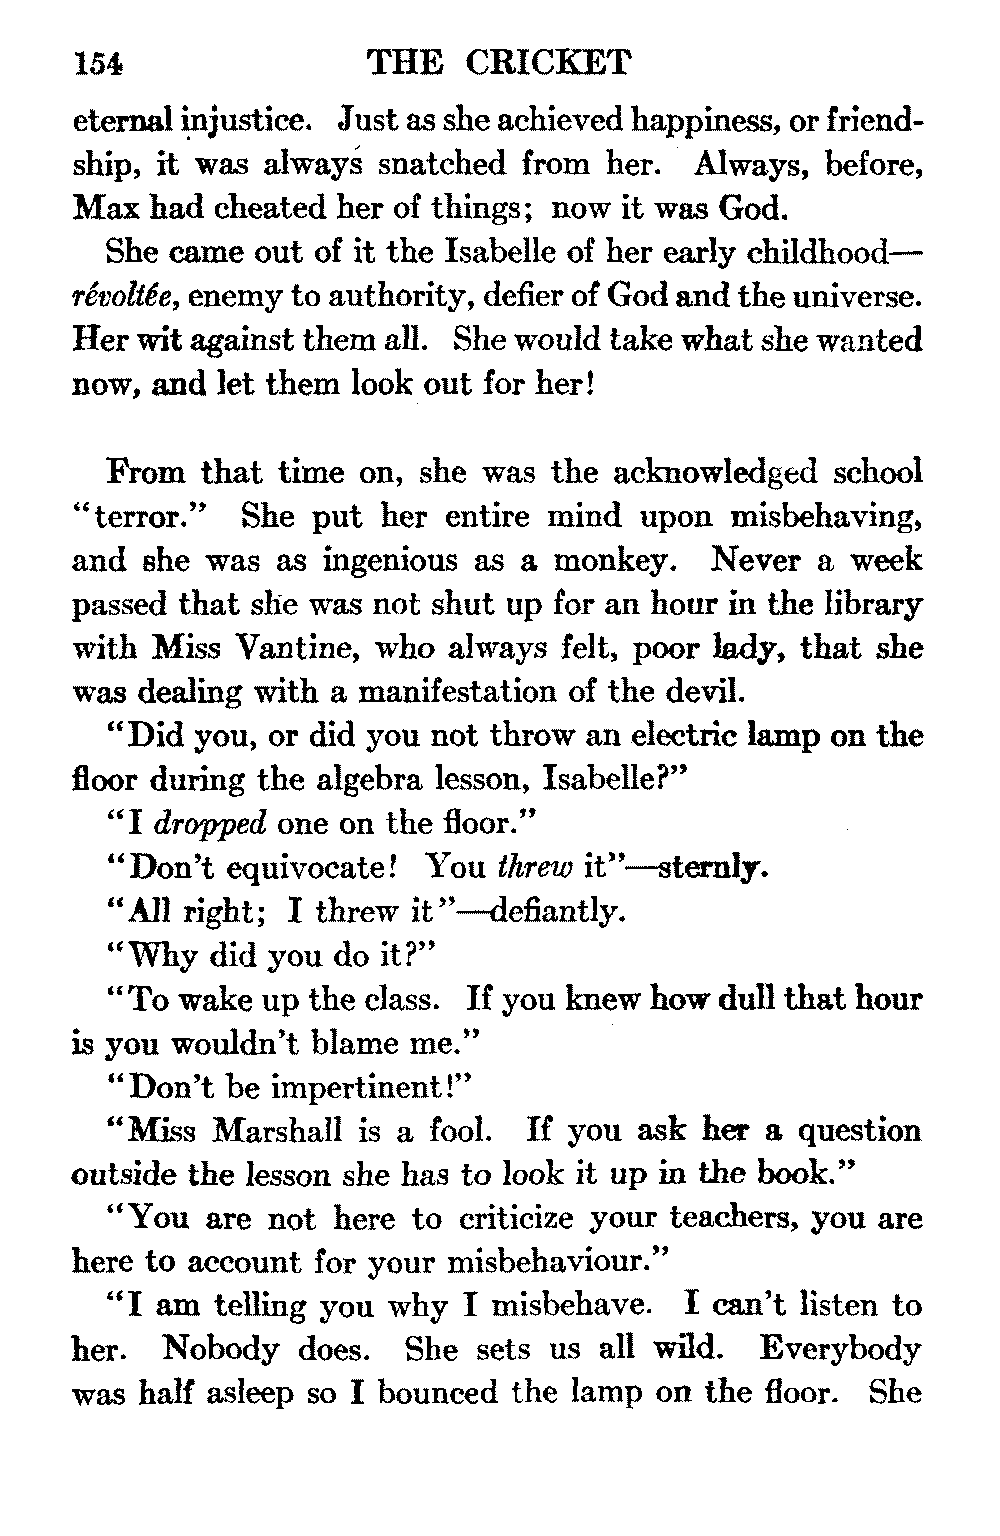 154 THE CRICKET
eternal injustice. Just as she achieved happiness, or friend-
ship, it was always snatched from her. Always, before,
Max had cheated her of things; now it was God.
She came out of it the Isabelle of her early childhood—
révoltée, enemy to authority, defier of God and the universe.
Her wit against them all. She would take what she wanted
now, and let them look out for her!
From that time on, she was the acknowledged school
"terror." She put her entire mind upon misbehaving,
and she was as ingenious as a monkey. Never a week
passed that she was not shut up for an hour in the library
with Miss Vantine, who always felt, poor lady, that she
was dealing with a manifestation of the devil.
"Did you, or did you not throw an electric lamp on the
floor during the algebra lesson, Isabelle?"
"I dropped one on the floor."
"Don't equivocate! You threw it"—sternly.
"All right; I threw it"—defiantly.
"Why did you do it?"
"To wake up the class. If you knew how dull that hour
is you wouldn't blame me."
"Don't be impertinent!"
"Miss Marshall is a fool. If you ask her a question
outside the lesson she has to look it up in the book."
"You are not here to criticize your teachers, you are
here to account for your misbehaviour."
"I am telling you why I misbehave. I can't listen to
her. Nobody does. She sets us all wild. Everybody
was half asleep so I bounced the lamp on the floor. She